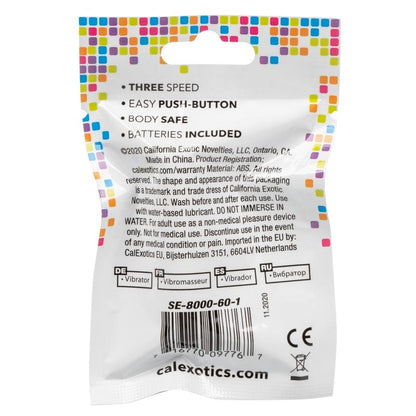 • THREE SPEED
• EASY PUSH-BUTTON
• BODY SAFE
• BATTERIES INCLUDED
©2020 California Exotic Novelties, LLC, Ontario, CA.
Made in China. Product Registration;
calexotics.com/warranty Material: ABS. All rights
reserved. The shape and appearance of this packaging
is a trademark and trade dress of California Exotic
Novelties, LLC. Wash before and after each use. Use
with water-based lubricant. DO NOT IMMERSE IN
WATER. For adult use as a non-medical pleasure device
only. Not for medical use. Discontinue use in the event
of any medical condition or pain. Imported in the EU by:
CalExotics EU, Bijsterhuizen 3151, 6604LV Netherlands
DE FR ES RU
• Vibrator • Vibromasseur • Vibrador • Вибратор
SE-8000-60-1
11.2020
7 16770 09776 7
CE
calexotics.com